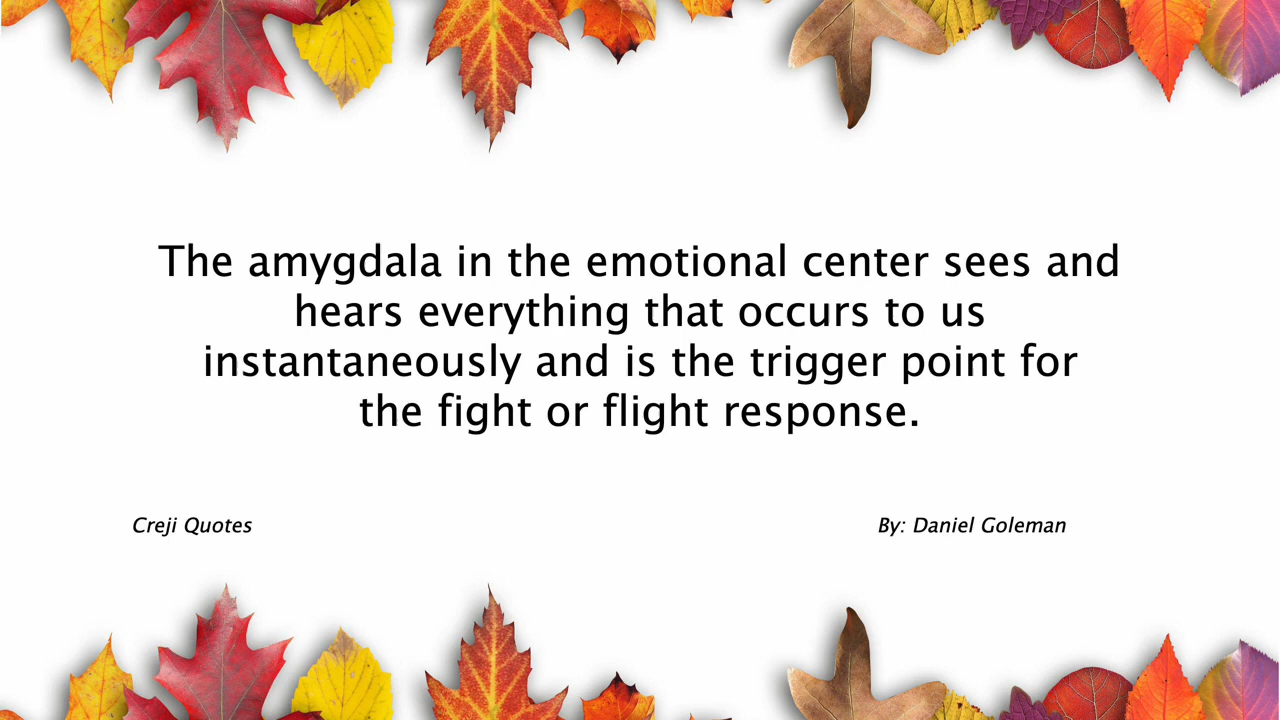 The amygdala in the emotional center sees and
hears everything that occurs to us
instantaneously and is the trigger point for
the fight or flight response.
Creji Quotes
By: Daniel Goleman